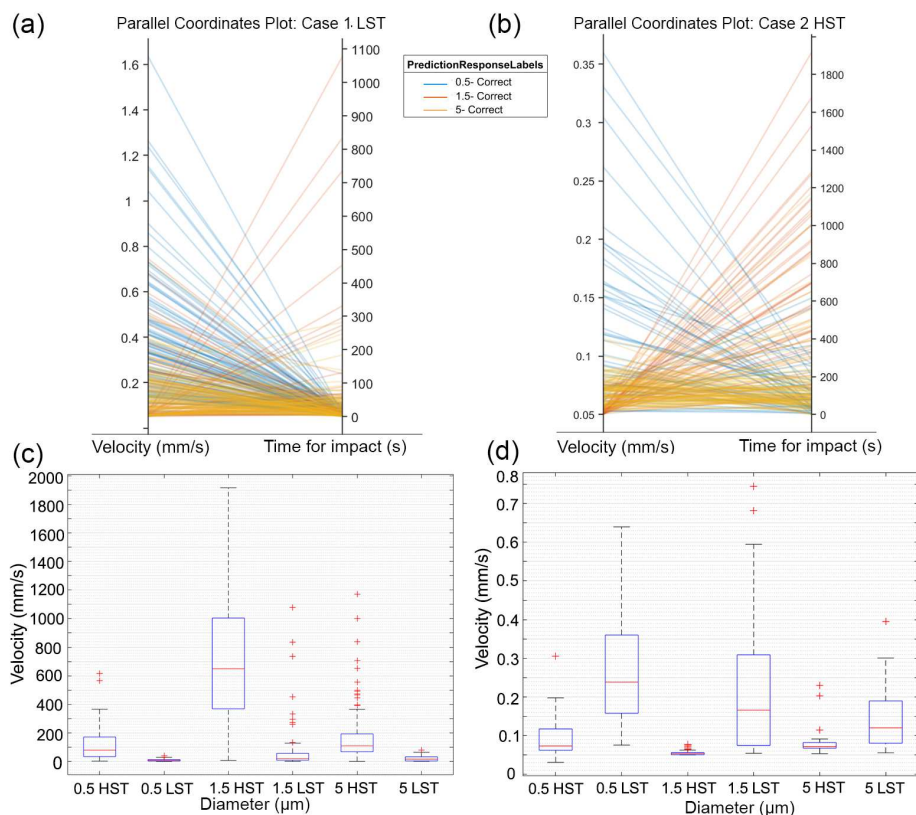 (a)
Parallel Coordinates Plot: Case 1. LST
1.6
1.4
1.2
1
0.8
0.6
0.4
0.2
1100
1000
900
800
700
600
500
400
300
200
100
0
Velocity (mm/s)
Time for impact (s)
PredictionResponseLabels
0.5- Correct
1.5- Correct
5- Correct
(b)
Parallel Coordinates Plot: Case 2 HST
0.35
0.3
0.25
0.2
0.15
0.1
0.05
1800
1600
1400
1200
1000
800
600
400
200
0
Velocity (mm/s)
Time for impact (s)
(c)
Velocity (mm/s)
2000
1800
1600
1400
1200
1000
800
600
400
200
0
0.5 HST
0.5 LST
1.5 HST
1.5 LST
5 HST
5 LST
Diameter (µm)
(d)
Velocity (mm/s)
0.8
0.7
0.6
0.5
0.4
0.3
0.2
0.1
0
0.5 HST
0.5 LST
1.5 HST
1.5 LST
5 HST
5 LST
Diameter (µm)